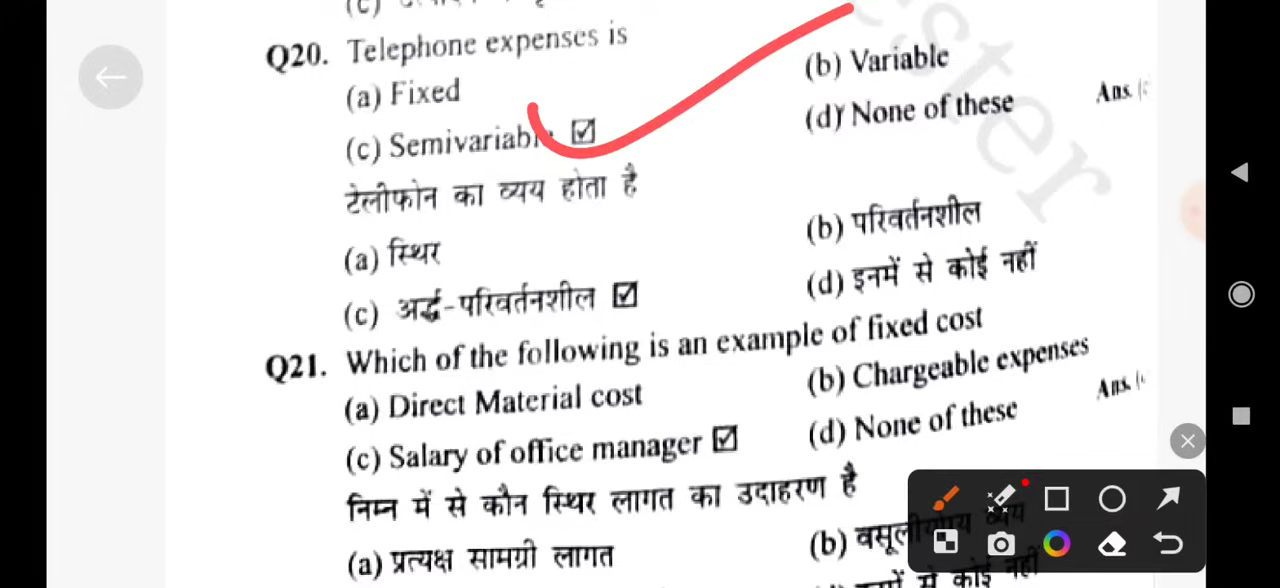 (c)
Q20. Telephone expenses is
(a) Fixed
(b) Variable
(c) Semivariable
(d) None of these
Ans.
टेलीफोन का व्यय होता है
(a) स्थिर
(b) परिवर्तनशील
(c) अर्द्ध-परिवर्तनशील
(d) इनमें से कोई नहीं
Q21. Which of the following is an example of fixed cost
(a) Direct Material cost
(b) Chargeable expenses
(c) Salary of office manager
(d) None of these
Ans.
निम्न में से कौन स्थिर लागत का उदाहरण है
(a) प्रत्यक्ष सामग्री लागत
(b) व्यय
में से कोई नहीं